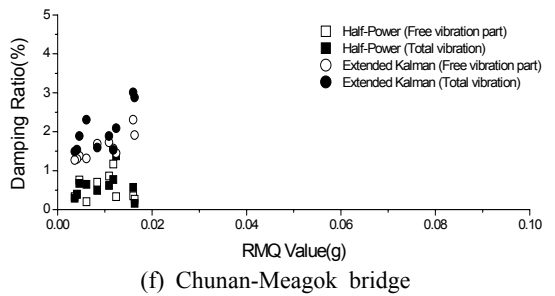 5
4
3
2
1
0
Damping Ratio(%)
Half-Power (Free vibration part)
Half-Power (Total vibration)
Extended Kalman (Free vibration part)
Extended Kalman (Total vibration)
0.00
0.02
0.04
0.06
0.08
0.10
RMQ Value(g)
(f) Chunan-Meagok bridge